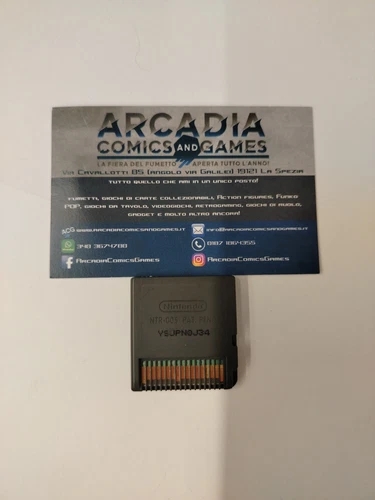 ARCADIA
COMICS AND GAMES
LA FIERA DEL FUMETTO APERTA TUTTO L'ANNO!
Via Cavallotti 85 (angolo via Galilei) 19121 La Spezia
TUTTO QUELLO CHE AMI IN UN UNICO POSTO!
FUMETTI, GIOCHI DI CARTE COLLEZIONABILI, ACTION FIGURES, FUNKO
POP, GIOCHI DA TAVOLO, VIDEOGIOCHI, RETROGAMING, GIOCHI DI RUOLO,
GADGET E MOLTO ALTRO ANCORA!
WWW.ARCADIACOMICSANDGAMES.IT
INFO@ARCADIACOMICSANDGAMES.IT
348 3674788
0187 1864355
ArcadiaComicsGames
ArcadiaComicsGames
Nintendo